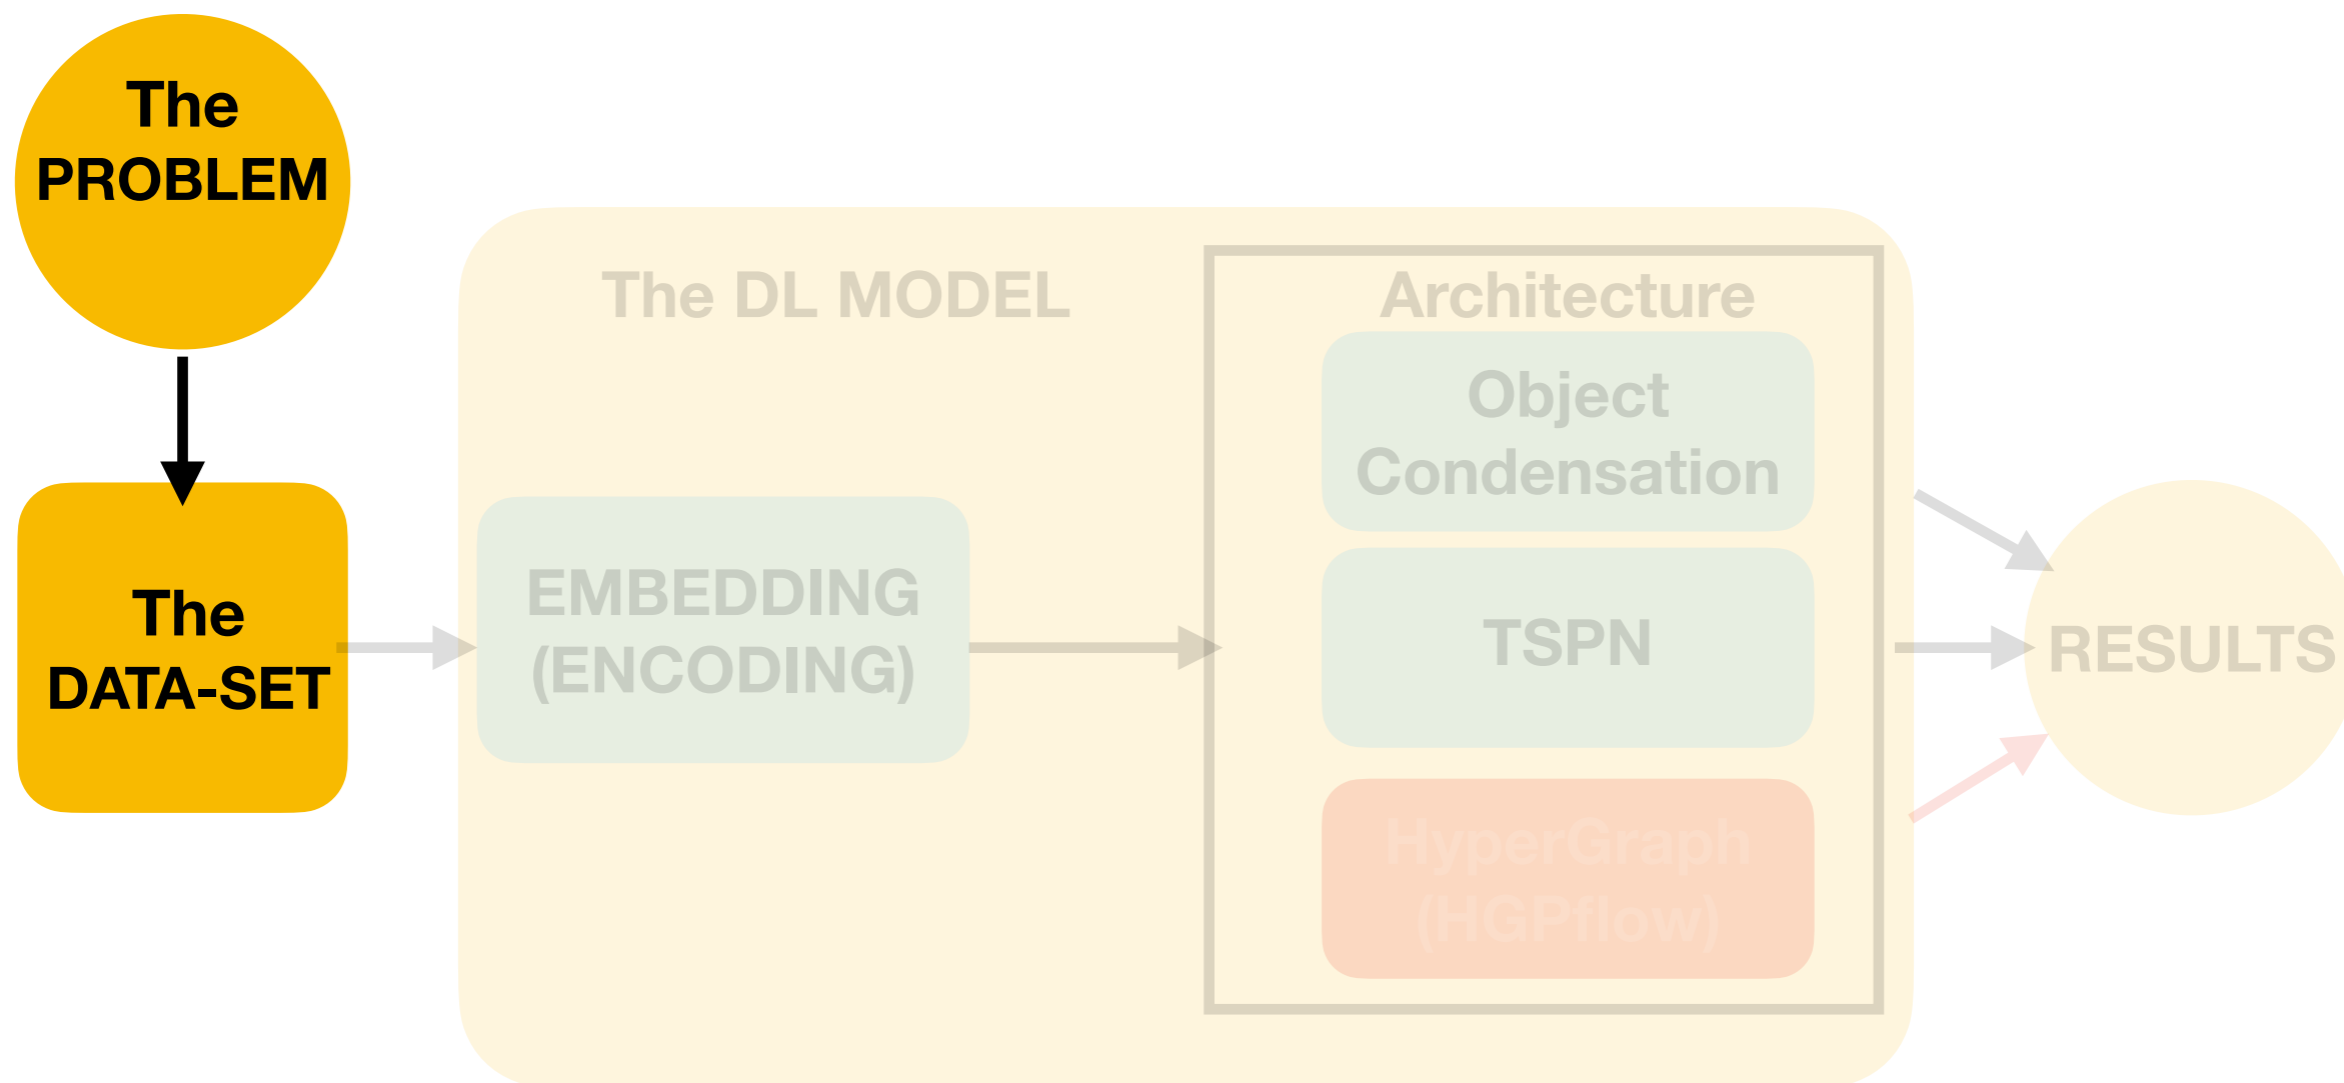 The
PROBLEM
The
DATA-SET
The DL MODEL
EMBEDDING
(ENCODING)
Architecture
Object
Condensation
TSPN
HyperGraph
(HGPflow)
RESULTS